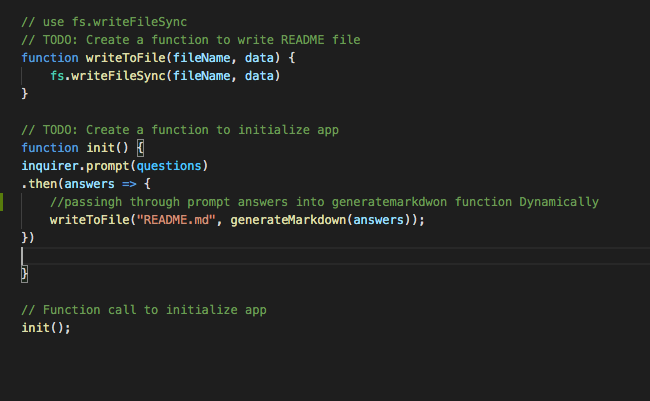 // use fs.writeFileSync
// TODO: Create a function to write README file
function writeToFile(fileName, data) {
    fs.writeFileSync(fileName, data)
}

// TODO: Create a function to initialize app
function init() {
inquirer.prompt(questions)
.then(answers => {
    //passingh through prompt answers into generatemarkdwon function Dynamically
    writeToFile("README.md", generateMarkdown(answers));
})

}

// Function call to initialize app
init();